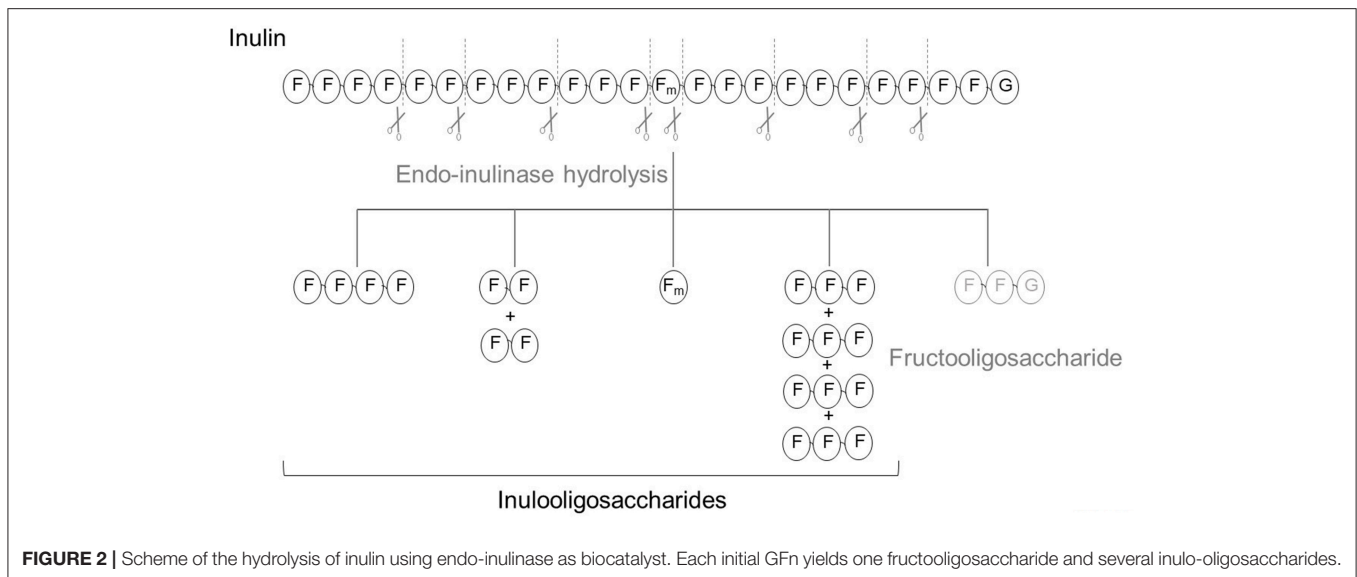 Inulin
F F F F F F F F F F F F Fm F F F F F F F F F F G
Endo-inulinase hydrolysis
F F F F F F Fm F F F F F G
+ +
F F F F F
Fructooligosaccharide
+
F F F
+
F F F
Inulooligosaccharides
FIGURE 2 | Scheme of the hydrolysis of inulin using endo-inulinase as biocatalyst. Each initial GFn yields one fructooligosaccharide and several inulo-oligosaccharides.